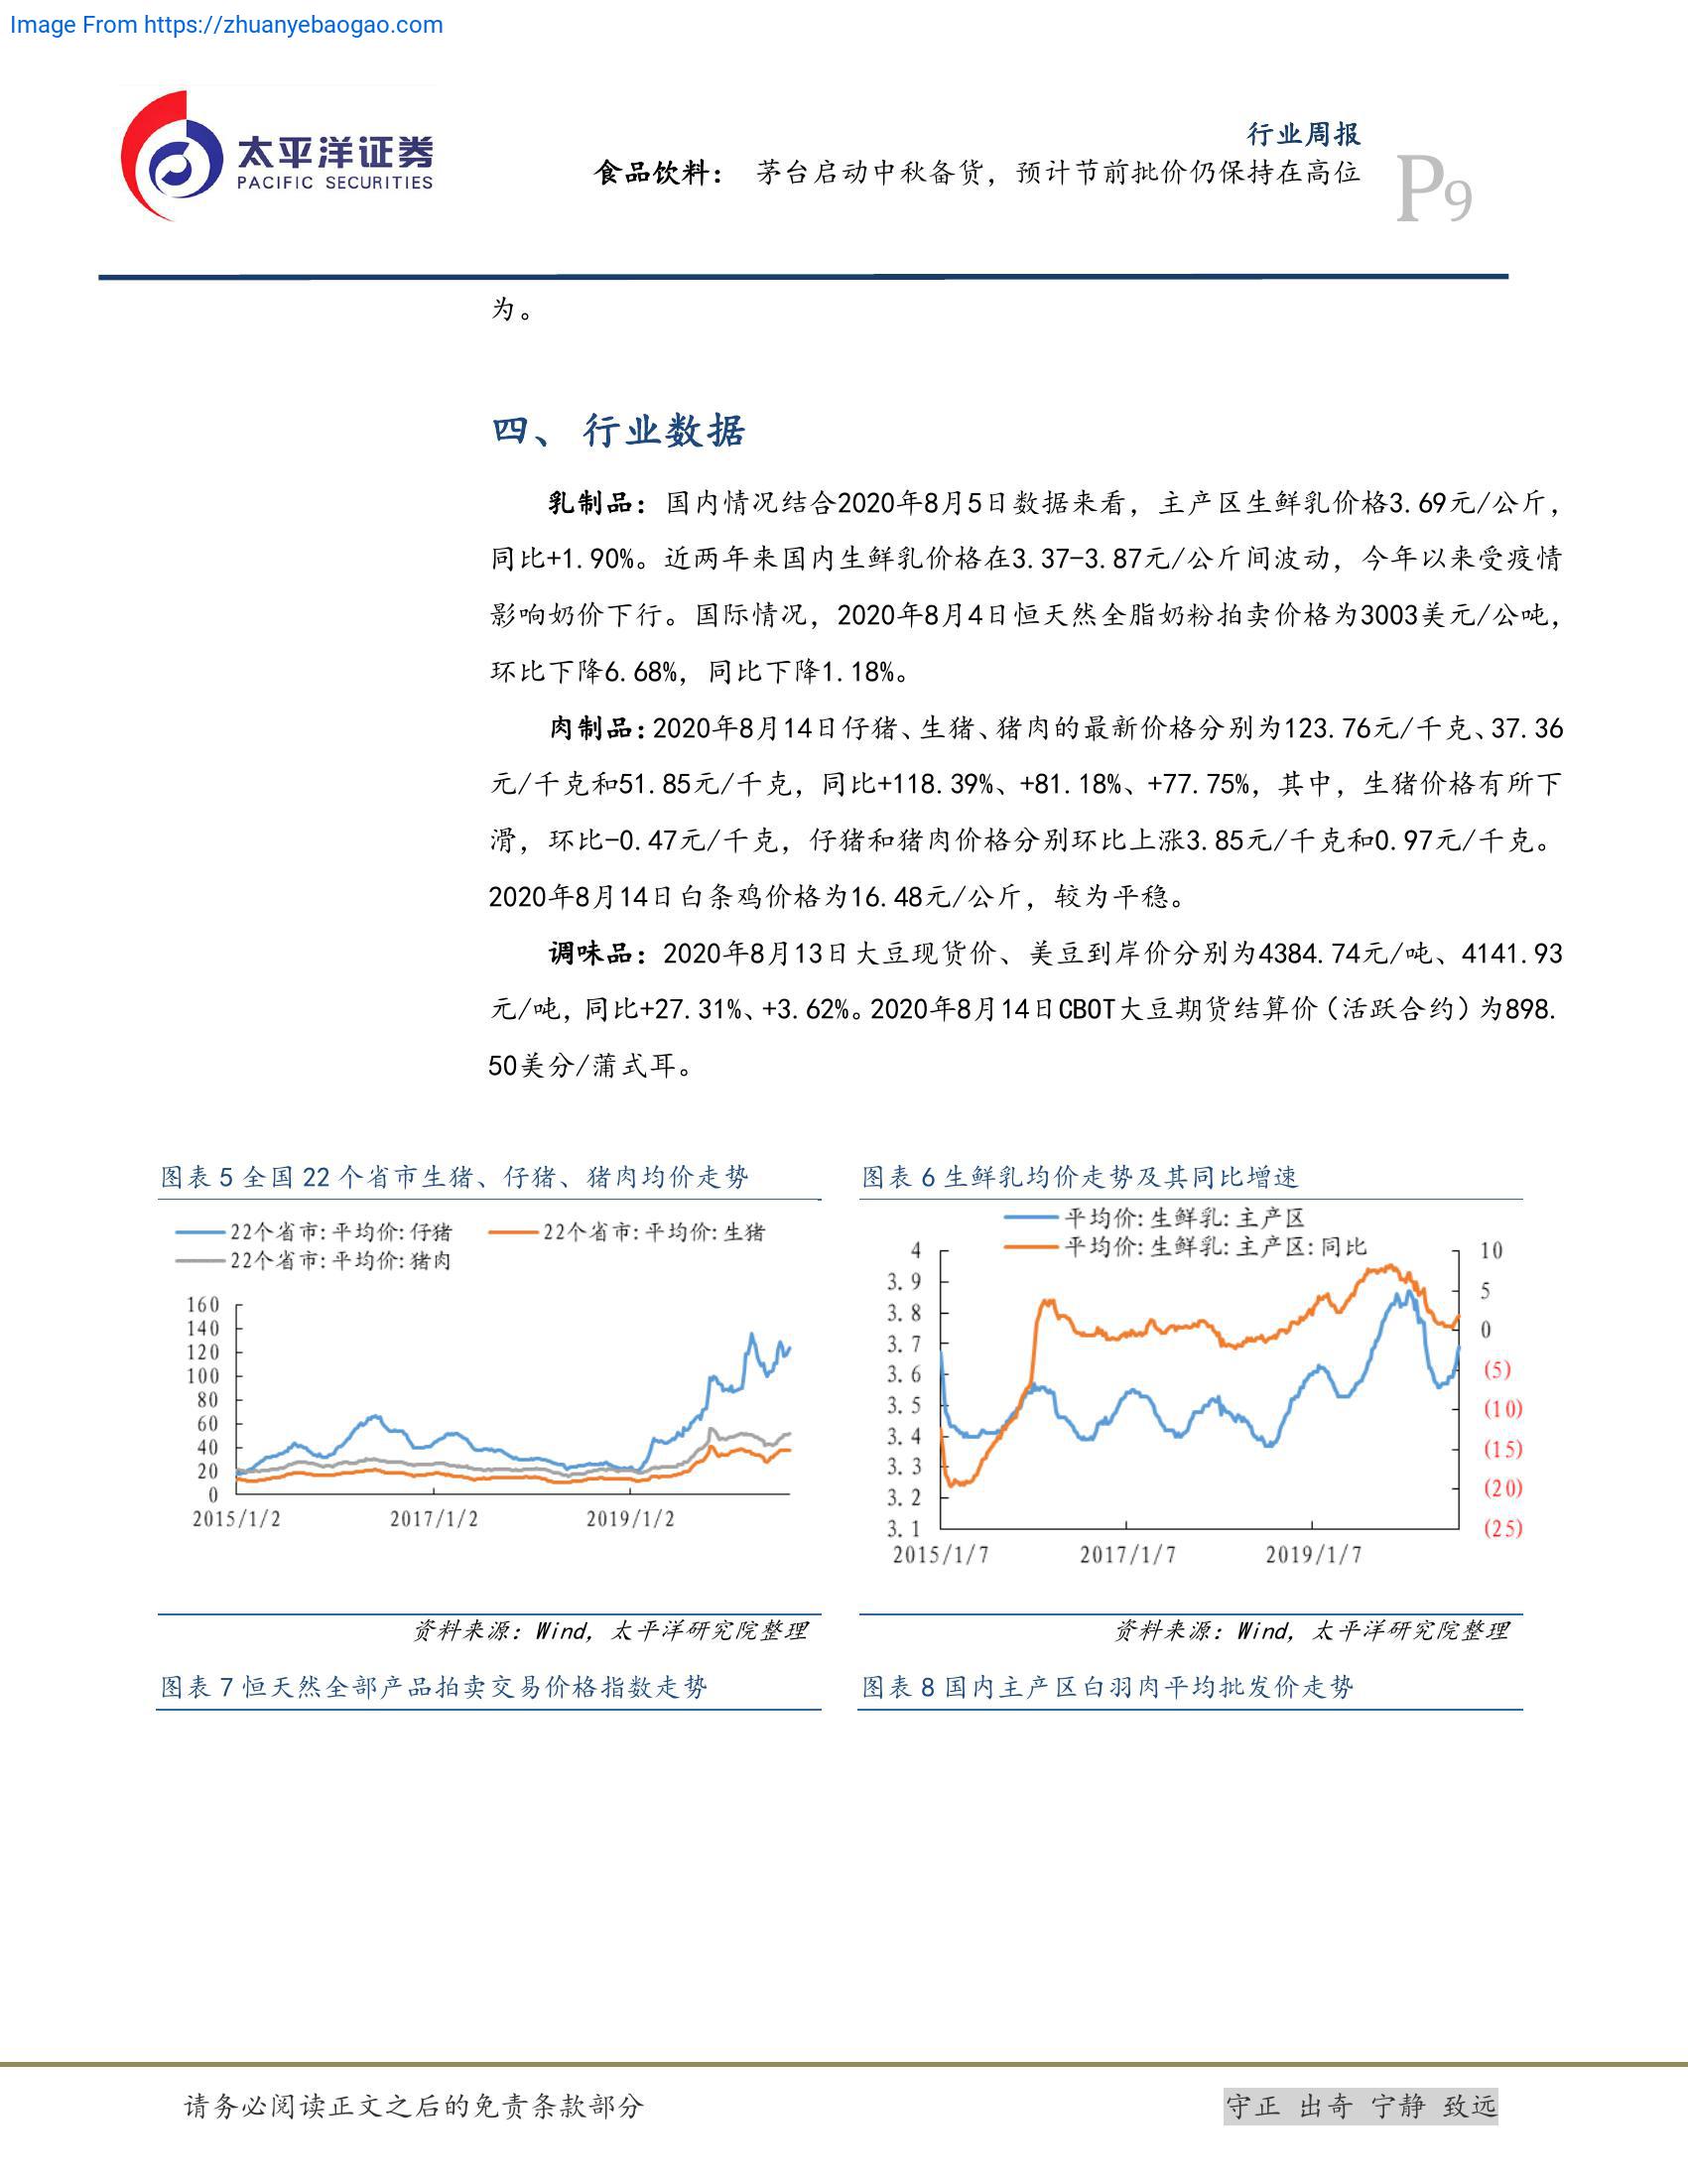 Image From https://zhuanyebaogao.com
太平洋证券
PACIFIC SECURITIES
行业周报
食品饮料： 茅台启动中秋备货，预计节前批价仍保持在高位
P9
为。
四、 行业数据
乳制品：国内情况结合2020年8月5日数据来看，主产区生鲜乳价格3.69元/公斤，
同比+1.90%。近两年来国内生鲜乳价格在3.37-3.87元/公斤间波动，今年以来受疫情
影响奶价下行。国际情况，2020年8月4日恒天然全脂奶粉拍卖价格为3003美元/公吨，
环比下降6.68%，同比下降1.18%。
肉制品：2020年8月14日仔猪、生猪、猪肉的最新价格分别为123.76元/千克、37.36
元/千克和51.85元/千克，同比+118.39%、+81.18%、+77.75%，其中，生猪价格有所下
滑，环比-0.47元/千克，仔猪和猪肉价格分别环比上涨3.85元/千克和0.97元/千克。
2020年8月14日白条鸡价格为16.48元/公斤，较为平稳。
调味品：2020年8月13日大豆现货价、美豆到岸价分别为4384.74元/吨、4141.93
元/吨，同比+27.31%、+3.62%。2020年8月14日CBOT大豆期货结算价（活跃合约）为898.
50美分/蒲式耳。
图表 5 全国 22 个省市生猪、仔猪、猪肉均价走势
22个省市:平均价:仔猪
22个省市:平均价:生猪
22个省市:平均价:猪肉
160
140
120
100
80
60
40
20
0
2015/1/2
2017/1/2
2019/1/2
资料来源：Wind，太平洋研究院整理
图表 6 生鲜乳均价走势及其同比增速
平均价:生鲜乳:主产区
平均价:生鲜乳:主产区:同比
4
3.9
3.8
3.7
3.6
3.5
3.4
3.3
3.2
3.1
10
5
0
(5)
(10)
(15)
(20)
(25)
2015/1/7
2017/1/7
2019/1/7
资料来源：Wind，太平洋研究院整理
图表 7 恒天然全部产品拍卖交易价格指数走势
图表 8 国内主产区白羽肉平均批发价走势
请务必阅读正文之后的免责条款部分
守正 出奇 宁静 致远